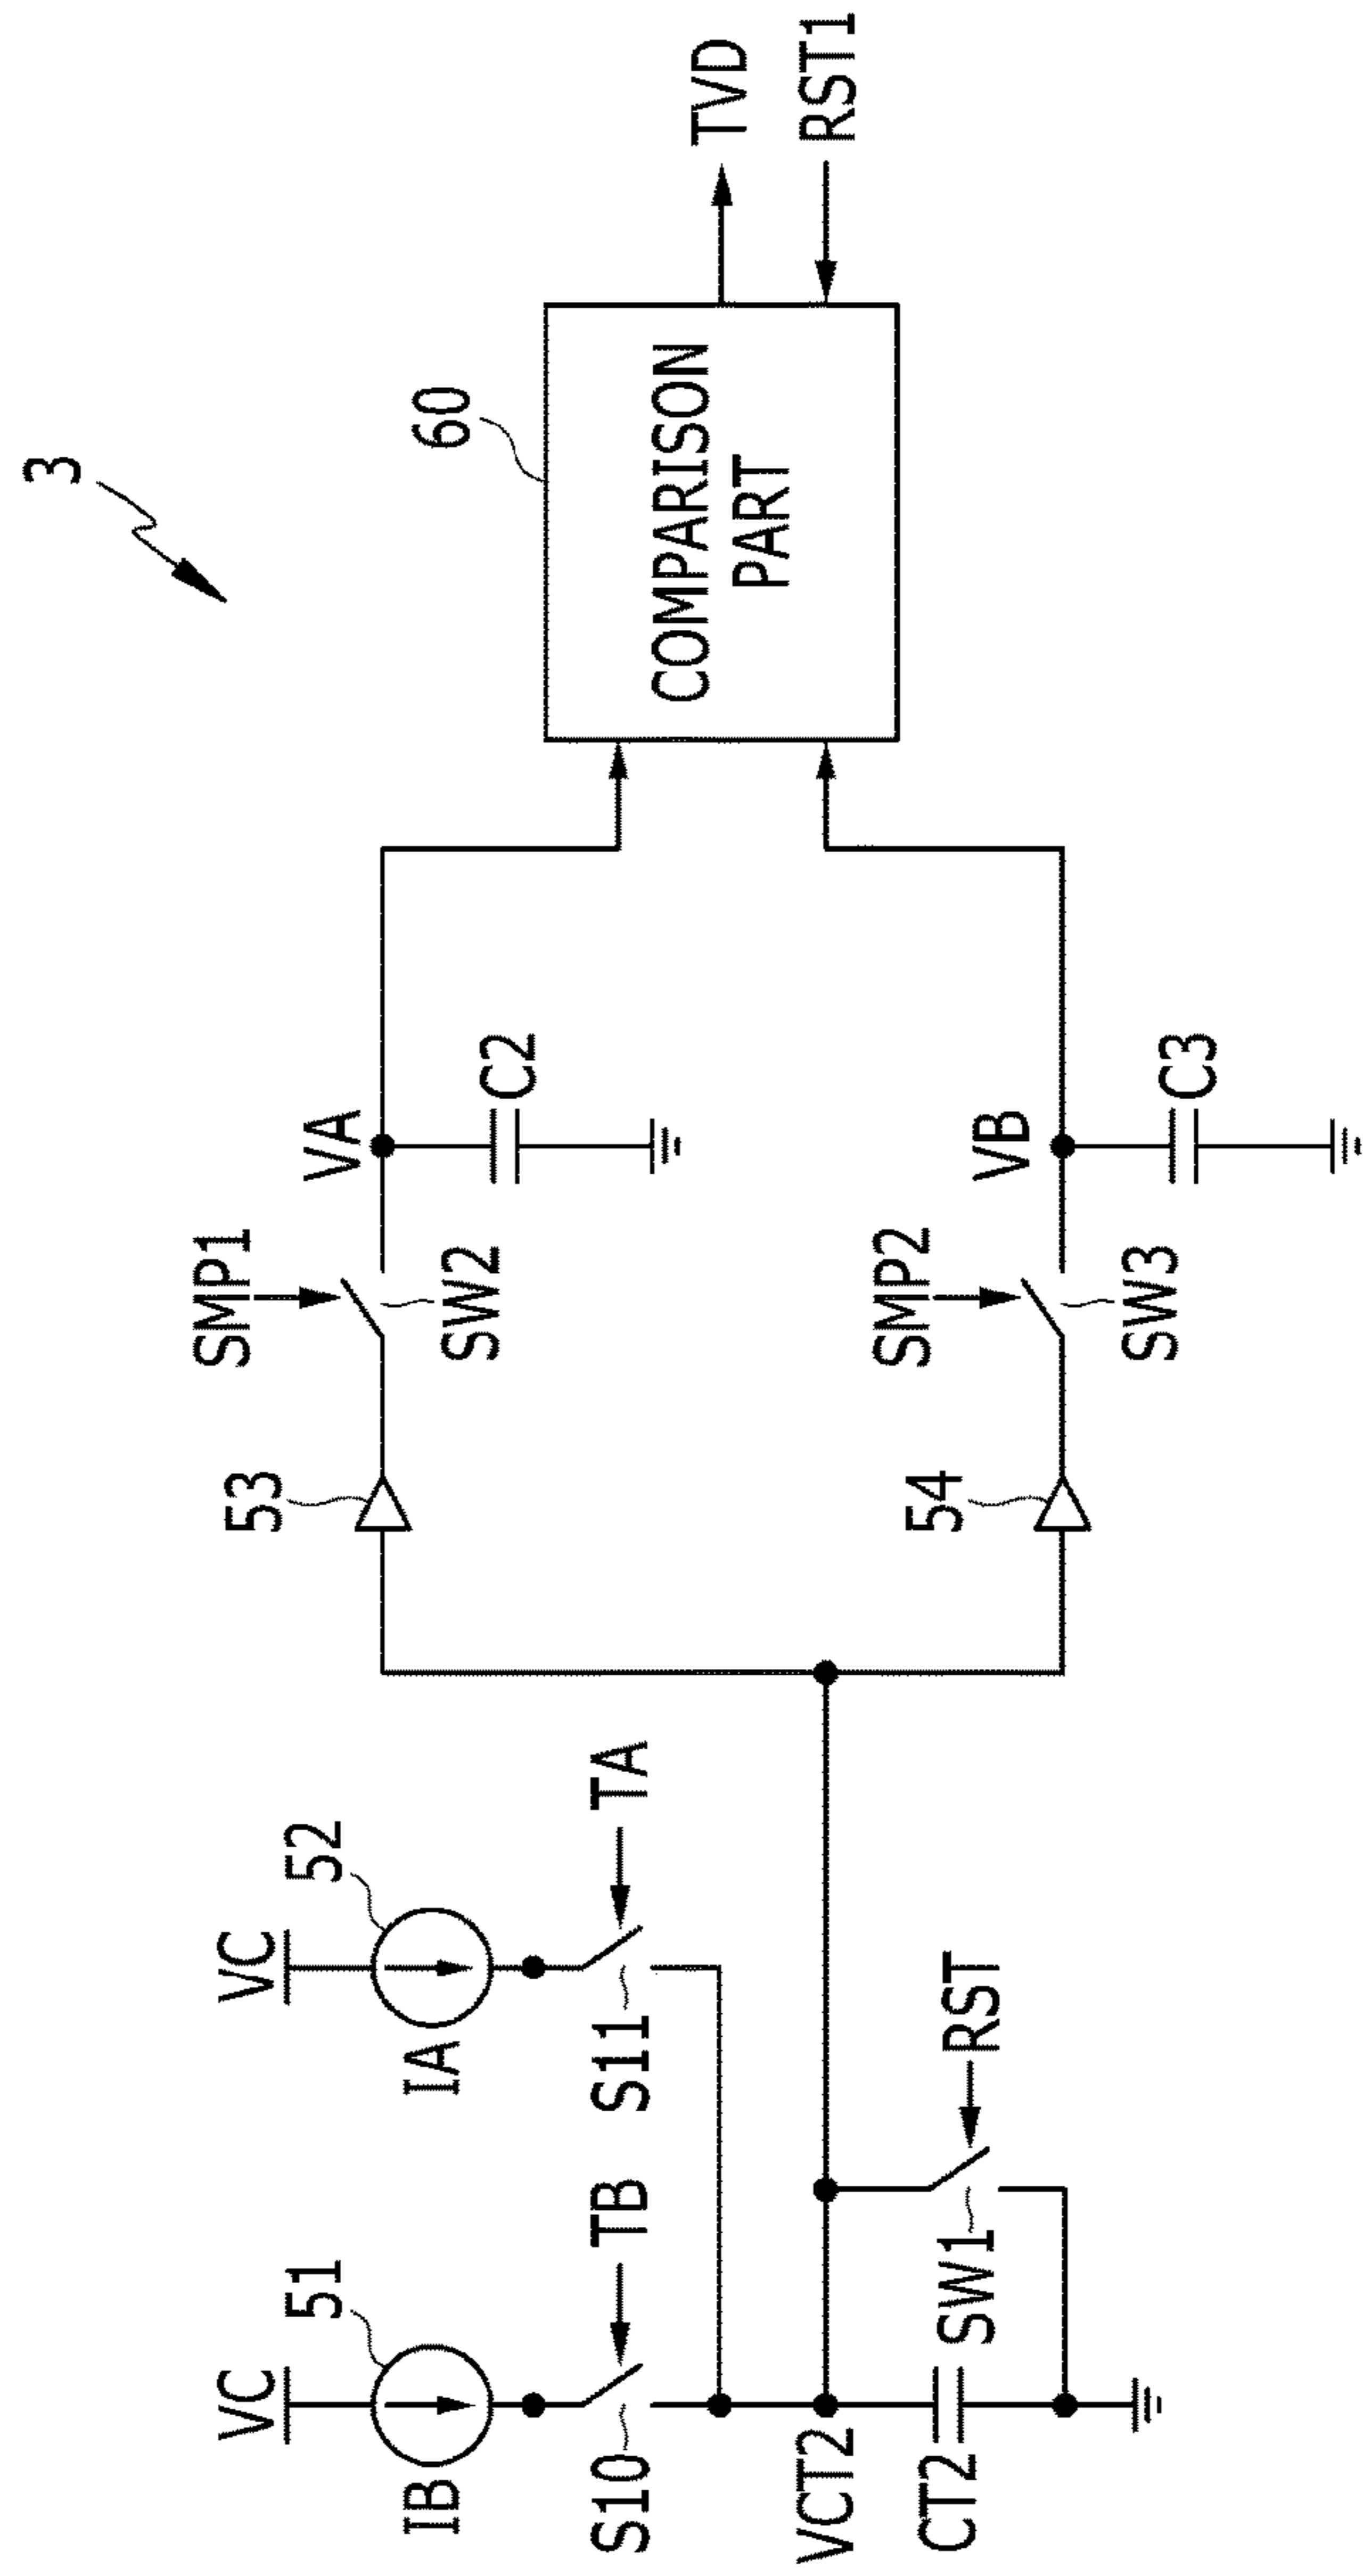 3
VC
51
IB
TB
S10
VC
52
IA
TA
S11
VCT2
CT2
SW1
RST
53
SMP1
SW2
VA
C2
54
SMP2
SW3
VB
C3
60
COMPARISON
PART
TVD
RST1